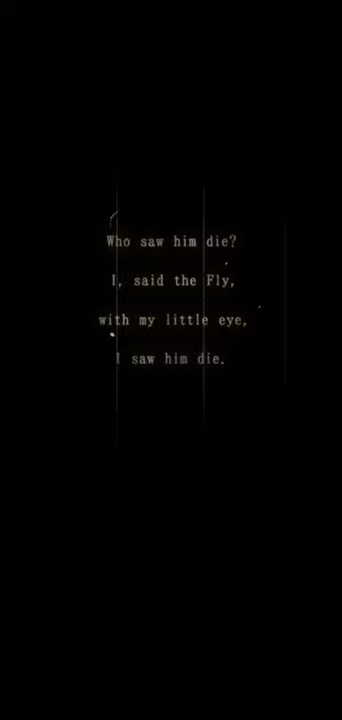 Who saw him die?
I, said the Fly,
with my little eye,
I saw him die.